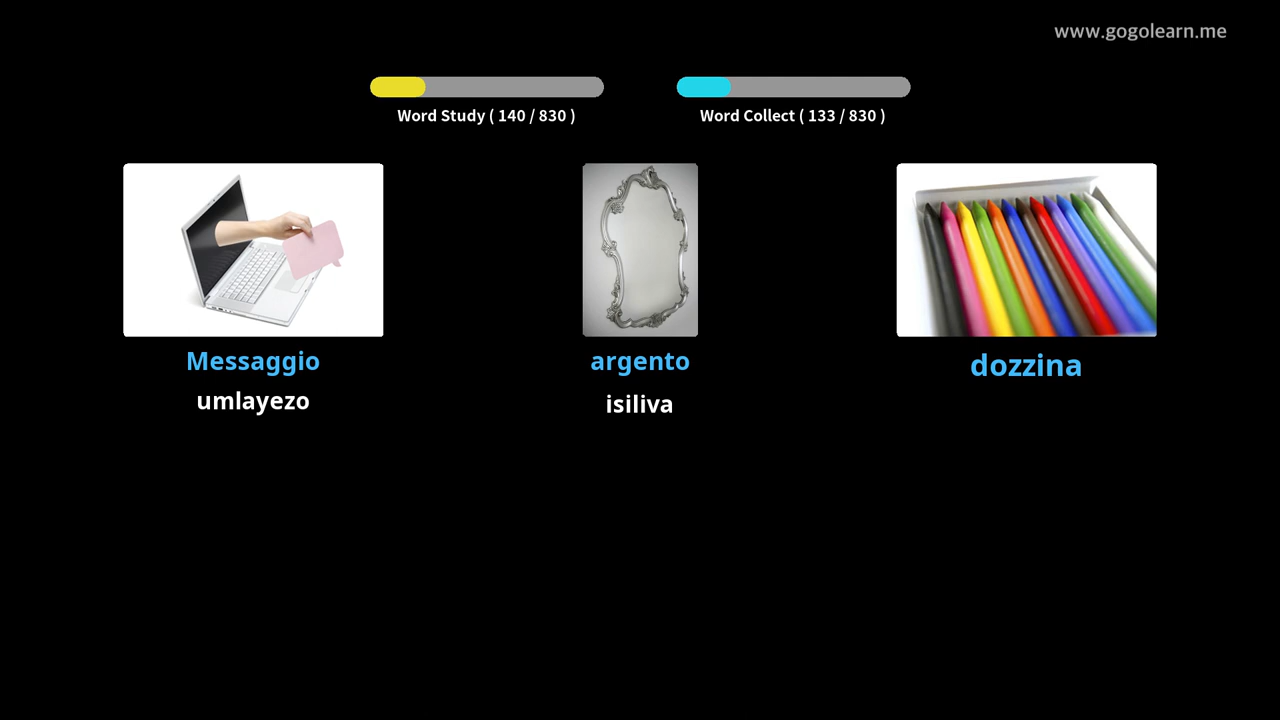 www.gogolearn.me
Word Study ( 140 / 830 )
Word Collect ( 133 / 830 )
Messaggio
umlayezo
argento
isiliva
dozzina